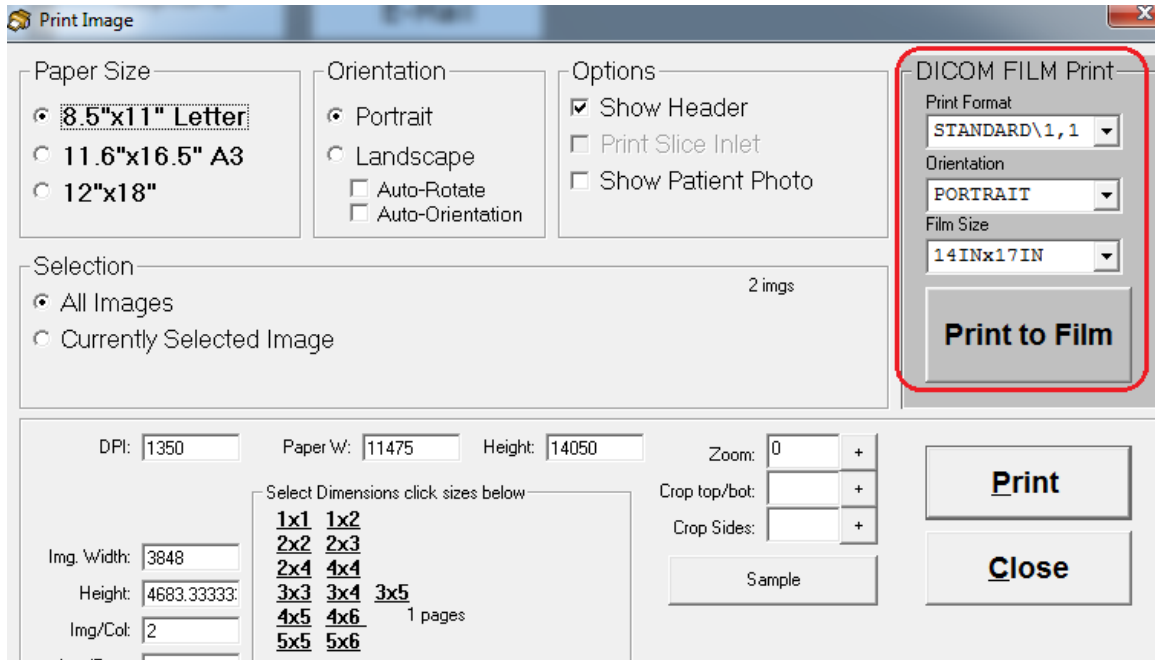 E-Mail
Print Image
X
Paper Size
8.5"x11" Letter
11.6"x16.5" A3
12"x18"
Orientation
Portrait
Landscape
Auto-Rotate
Auto-Orientation
Options
Show Header
Print Slice Inlet
Show Patient Photo
DICOM FILM Print
Print Format
STANDARD\1,1
Orientation
PORTRAIT
Film Size
14INx17IN
Print to Film
Selection
All Images
Currently Selected Image
2 imgs
DPI: 1350
Paper W: 11475
Height: 14050
Select Dimensions click sizes below
1x1 1x2
2x2 2x3
2x4 4x4
3x3 3x4 3x5
4x5 4x6 1 pages
5x5 5x6
Img. Width: 3848
Height: 4683.33333
Img/Col: 2
Zoom: 0 +
Crop top/bot: +
Crop Sides: +
Sample
Print
Close